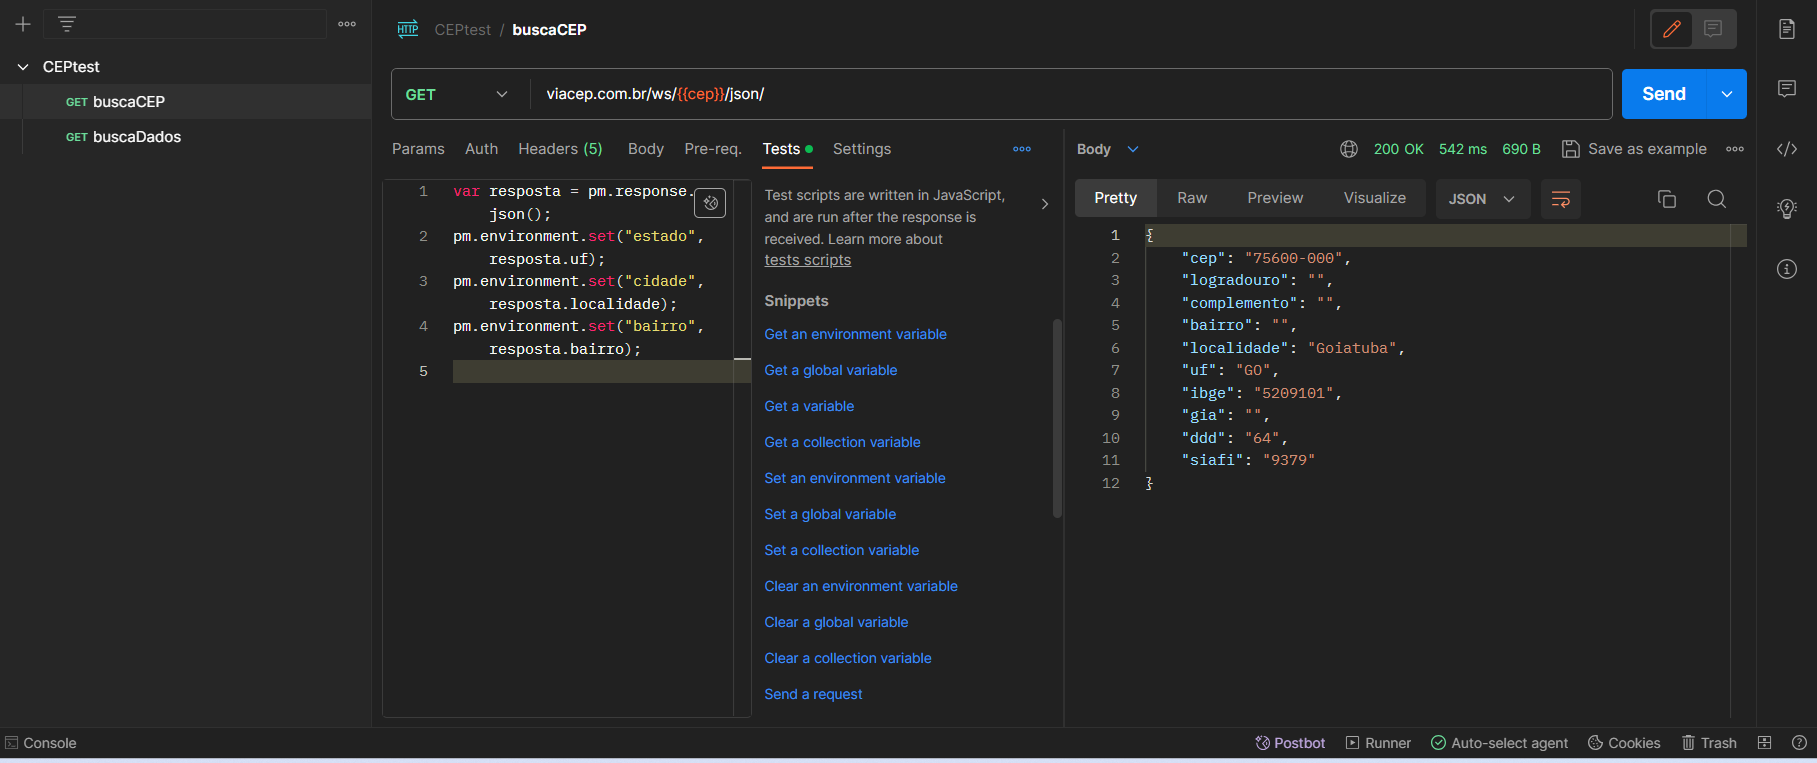 CEPtest
GET buscaCEP
GET buscaDados
HTTP CEPtest / buscaCEP
GET viacep.com.br/ws/{{cep}}/json/ Send
Params Auth Headers (5) Body Pre-req. Tests Settings
1 var resposta = pm.response.
json();
2 pm.environment.set("estado",
resposta.uf);
3 pm.environment.set("cidade",
resposta.localidade);
4 pm.environment.set("bairro",
resposta.bairro);
5
Test scripts are written in JavaScript,
and are run after the response is
received. Learn more about
tests scripts
Snippets
Get an environment variable
Get a global variable
Get a variable
Get a collection variable
Set an environment variable
Set a global variable
Set a collection variable
Clear an environment variable
Clear a global variable
Clear a collection variable
Send a request
Body 200 OK 542 ms 690 B Save as example
Pretty Raw Preview Visualize JSON
1 {
2 "cep": "75600-000",
3 "logradouro": "",
4 "complemento": "",
5 "bairro": "",
6 "localidade": "Goiatuba",
7 "uf": "GO",
8 "ibge": "5209101",
9 "gia": "",
10 "ddd": "64",
11 "siafi": "9379"
12 }
Console Postbot Runner Auto-select agent Cookies Trash